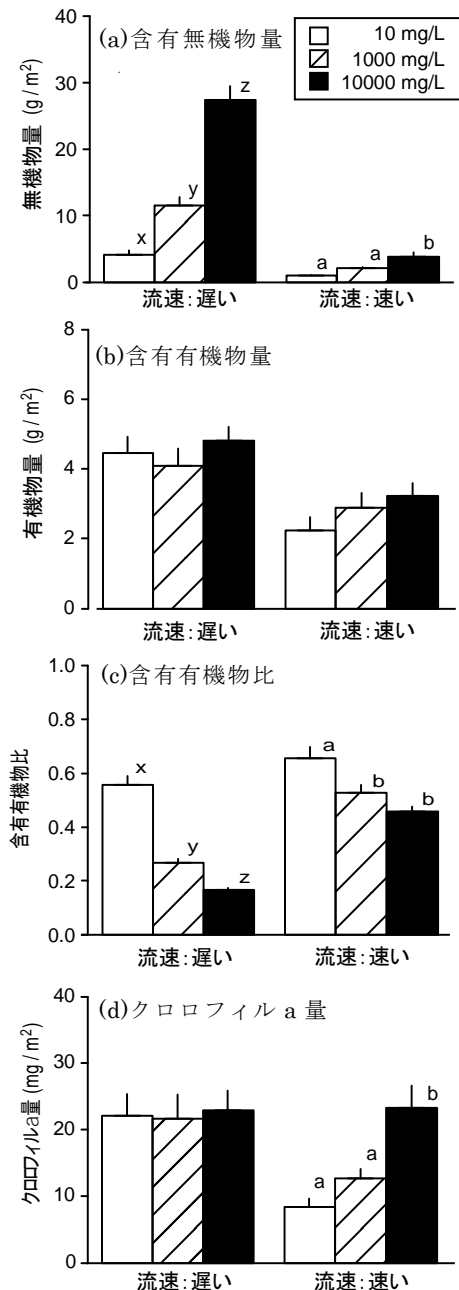 (a)含有無機物量
10 mg/L
1000 mg/L
10000 mg/L
無機物量 (g / m²)
40
30
20
10
0
x
y
z
a
a
b
流速:遅い
流速:速い
(b)含有有機物量
有機物量 (g / m²)
8
6
4
2
0
流速:遅い
流速:速い
(c)含有有機物比
含有有機物比
1.0
0.8
0.6
0.4
0.2
0.0
x
y
z
a
b
b
流速:遅い
流速:速い
(d)クロロフィル a 量
クロロフィルa量 (mg / m²)
40
30
20
10
0
a
a
b
流速:遅い
流速:速い